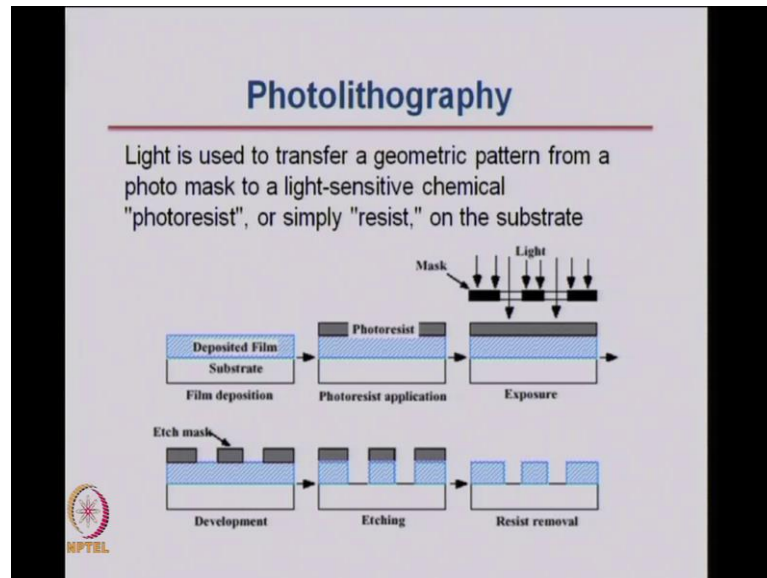 Photolithography
Light is used to transfer a geometric pattern from a
photo mask to a light-sensitive chemical
"photoresist", or simply "resist," on the substrate
Mask
Light
Deposited Film
Substrate
Film deposition
Photoresist
Photoresist application
Exposure
Etch mask
Development
Etching
Resist removal
NPTEL